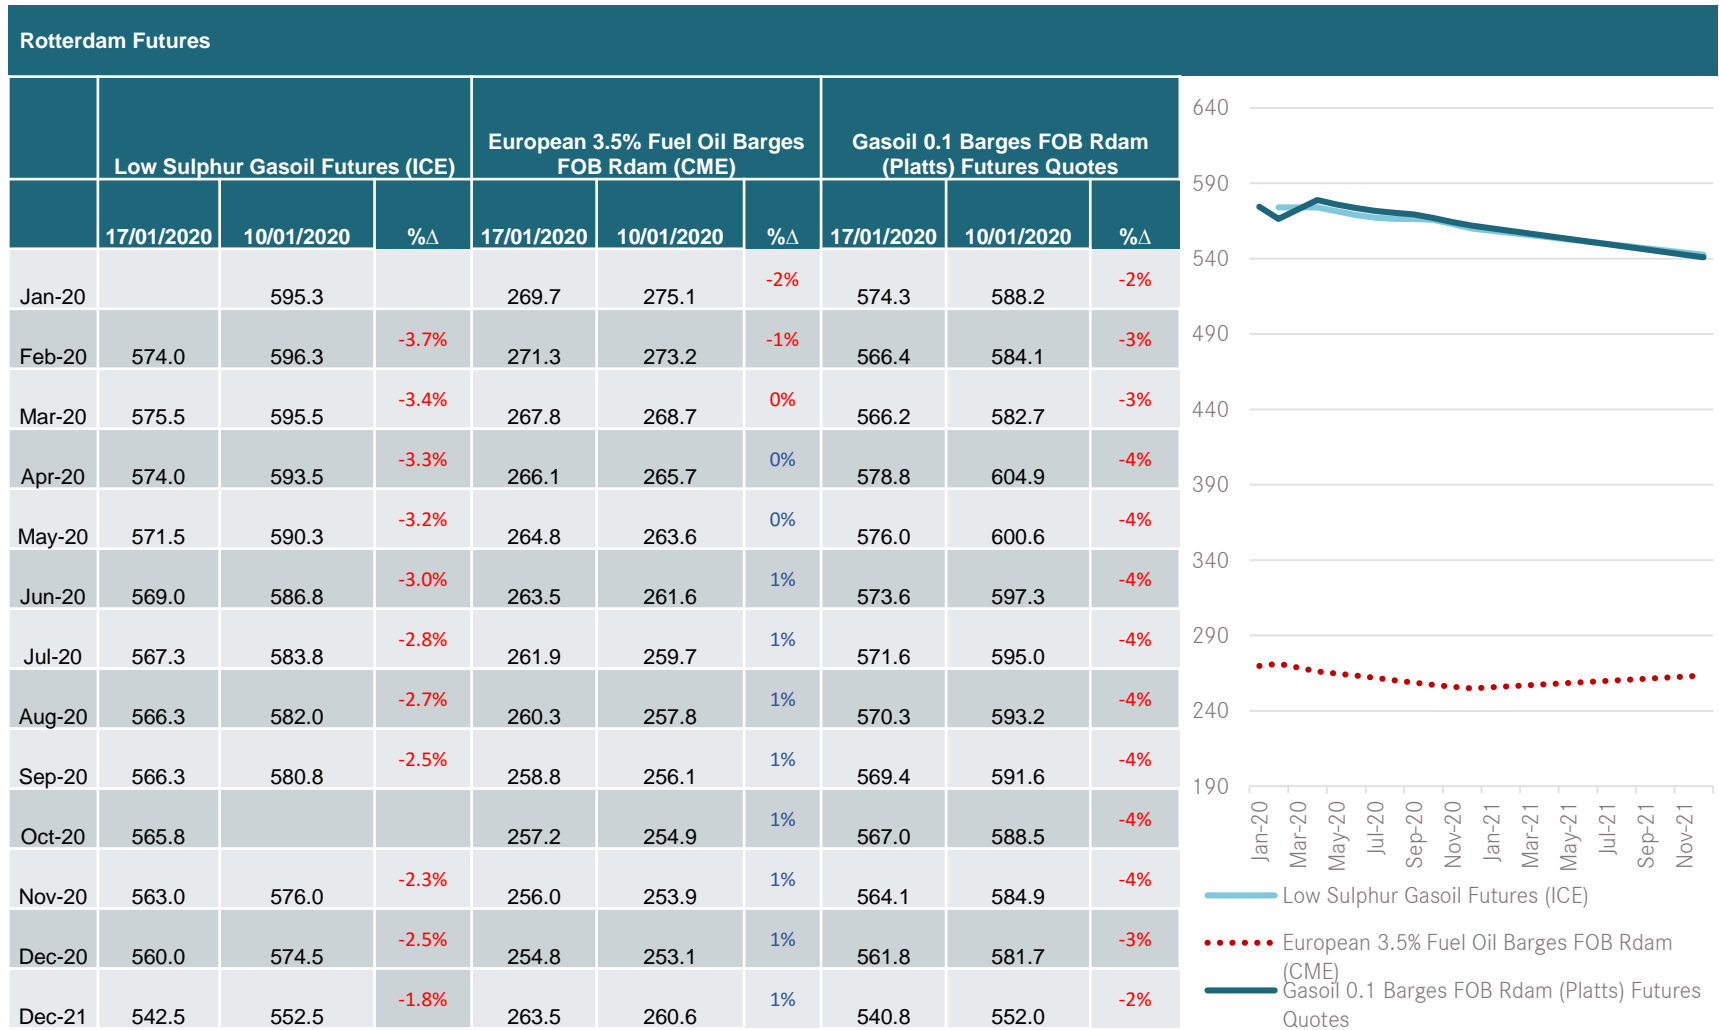 Rotterdam Futures
Low Sulphur Gasoil Futures (ICE)
European 3.5% Fuel Oil Barges
FOB Rdam (CME)
Gasoil 0.1 Barges FOB Rdam
(Platts) Futures Quotes
17/01/2020 10/01/2020 %Δ 17/01/2020 10/01/2020 %Δ 17/01/2020 10/01/2020 %Δ
Jan-20 595.3 269.7 275.1 -2% 574.3 588.2 -2%
Feb-20 574.0 596.3 -3.7% 271.3 273.2 -1% 566.4 584.1 -3%
Mar-20 575.5 595.5 -3.4% 267.8 268.7 0% 566.2 582.7 -3%
Apr-20 574.0 593.5 -3.3% 266.1 265.7 0% 578.8 604.9 -4%
May-20 571.5 590.3 -3.2% 264.8 263.6 0% 576.0 600.6 -4%
Jun-20 569.0 586.8 -3.0% 263.5 261.6 1% 573.6 597.3 -4%
Jul-20 567.3 583.8 -2.8% 261.9 259.7 1% 571.6 595.0 -4%
Aug-20 566.3 582.0 -2.7% 260.3 257.8 1% 570.3 593.2 -4%
Sep-20 566.3 580.8 -2.5% 258.8 256.1 1% 569.4 591.6 -4%
Oct-20 565.8 257.2 254.9 1% 567.0 588.5 -4%
Nov-20 563.0 576.0 -2.3% 256.0 253.9 1% 564.1 584.9 -4%
Dec-20 560.0 574.5 -2.5% 254.8 253.1 1% 561.8 581.7 -3%
Dec-21 542.5 552.5 -1.8% 263.5 260.6 1% 540.8 552.0 -2%
640
590
540
490
440
390
340
290
240
190
Jan-20
Mar-20
May-20
Jul-20
Sep-20
Nov-20
Jan-21
Mar-21
May-21
Jul-21
Sep-21
Nov-21
Low Sulphur Gasoil Futures (ICE)
European 3.5% Fuel Oil Barges FOB Rdam
(CME)
Gasoil 0.1 Barges FOB Rdam (Platts) Futures
Quotes